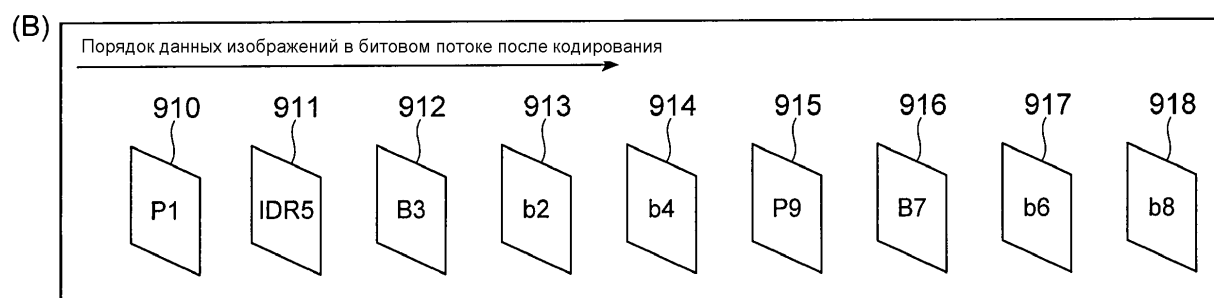 (B)
Порядок данных изображений в битовом потоке после кодирования
910 911 912 913 914 915 916 917 918
P1 IDR5 B3 b2 b4 P9 B7 b6 b8